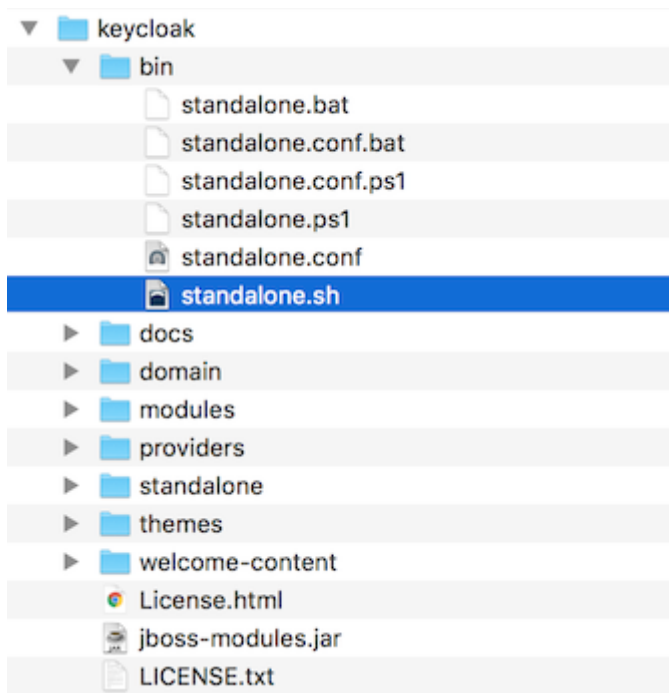 keycloak
bin
standalone.bat
standalone.conf.bat
standalone.conf.ps1
standalone.ps1
standalone.conf
standalone.sh
docs
domain
modules
providers
standalone
themes
welcome-content
License.html
jboss-modules.jar
LICENSE.txt